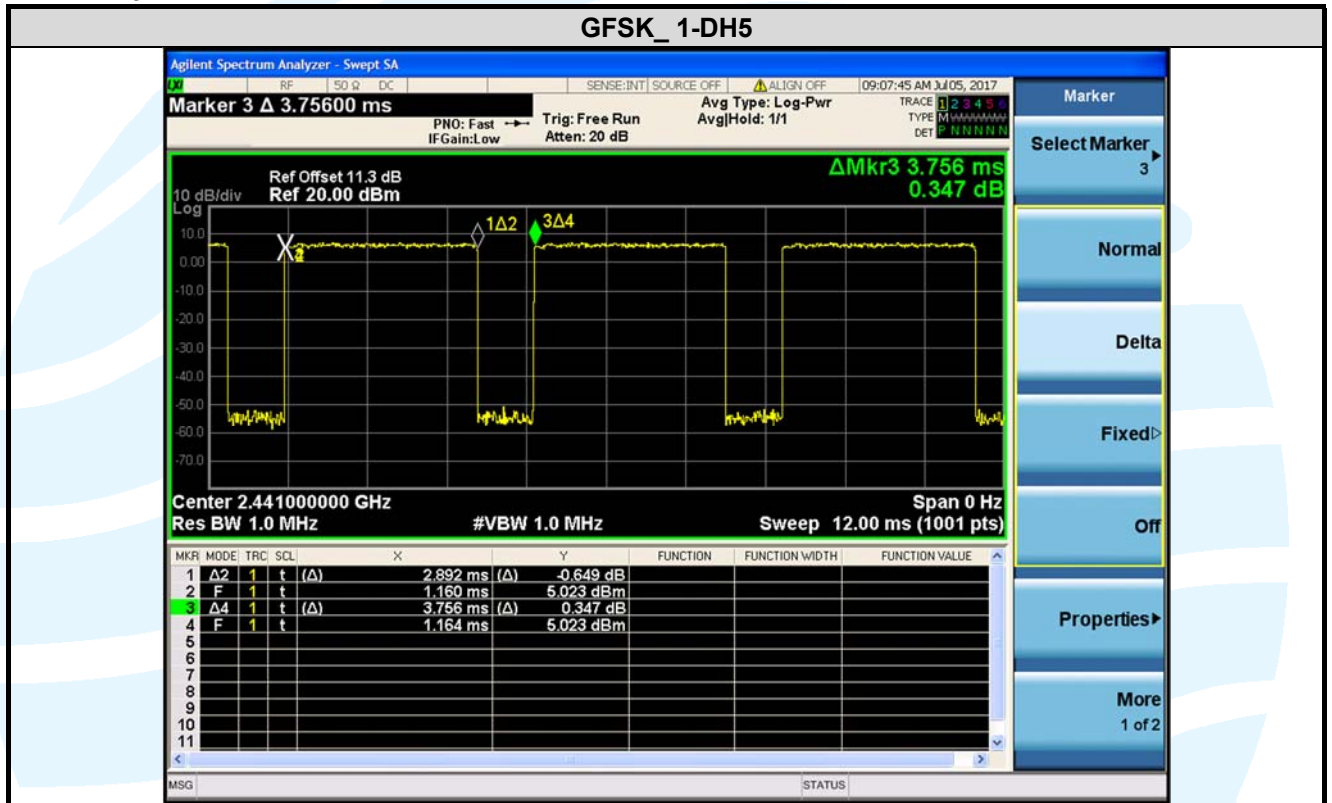 GFSK_ 1-DH5
Agilent Spectrum Analyzer - Swept SA
LXI RF 50 Ω DC SENSE:INT SOURCE OFF ALIGN OFF 09:07:45 AM Jul 05, 2017
Marker 3 Δ 3.75600 ms
PNO: Fast
IFGain:Low
Trig: Free Run
Atten: 20 dB
Avg Type: Log-Pwr
Avg|Hold: 1/1
TRACE 1 2 3 4 5 6
TYPE M
DET P N N N N N
ΔMkr3 3.756 ms
0.347 dB
Ref Offset 11.3 dB
10 dB/div Ref 20.00 dBm
Log
10.0
0.00
-10.0
-20.0
-30.0
-40.0
-50.0
-60.0
-70.0
1Δ2
3Δ4
Center 2.441000000 GHz Span 0 Hz
Res BW 1.0 MHz #VBW 1.0 MHz Sweep 12.00 ms (1001 pts)
MKR MODE TRC SCL X Y FUNCTION FUNCTION WIDTH FUNCTION VALUE
1 Δ2 1 t (Δ) 2.892 ms (Δ) -0.649 dB
2 F 1 t 1.160 ms 5.023 dBm
3 Δ4 1 t (Δ) 3.756 ms (Δ) 0.347 dB
4 F 1 t 1.164 ms 5.023 dBm
5
6
7
8
9
10
11
MSG STATUS
Marker
Select Marker
3
Normal
Delta
Fixed
Off
Properties
More
1 of 2